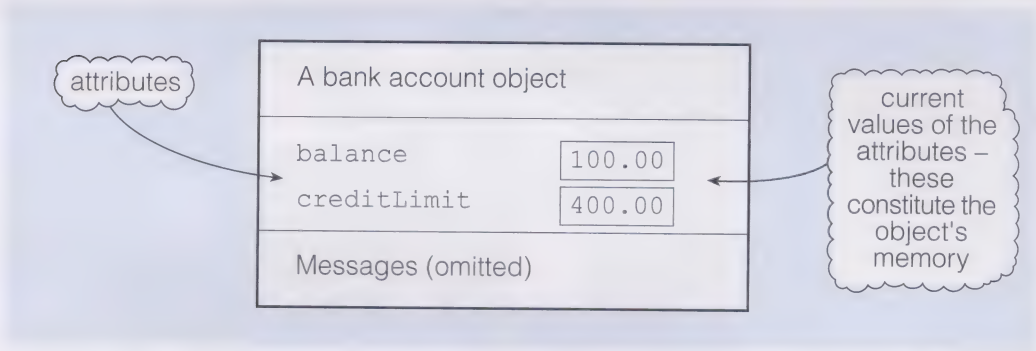 attributes
A bank account object
balance 100.00
creditLimit 400.00
Messages (omitted)
current
values of the
attributes –
these
constitute the
object's
memory